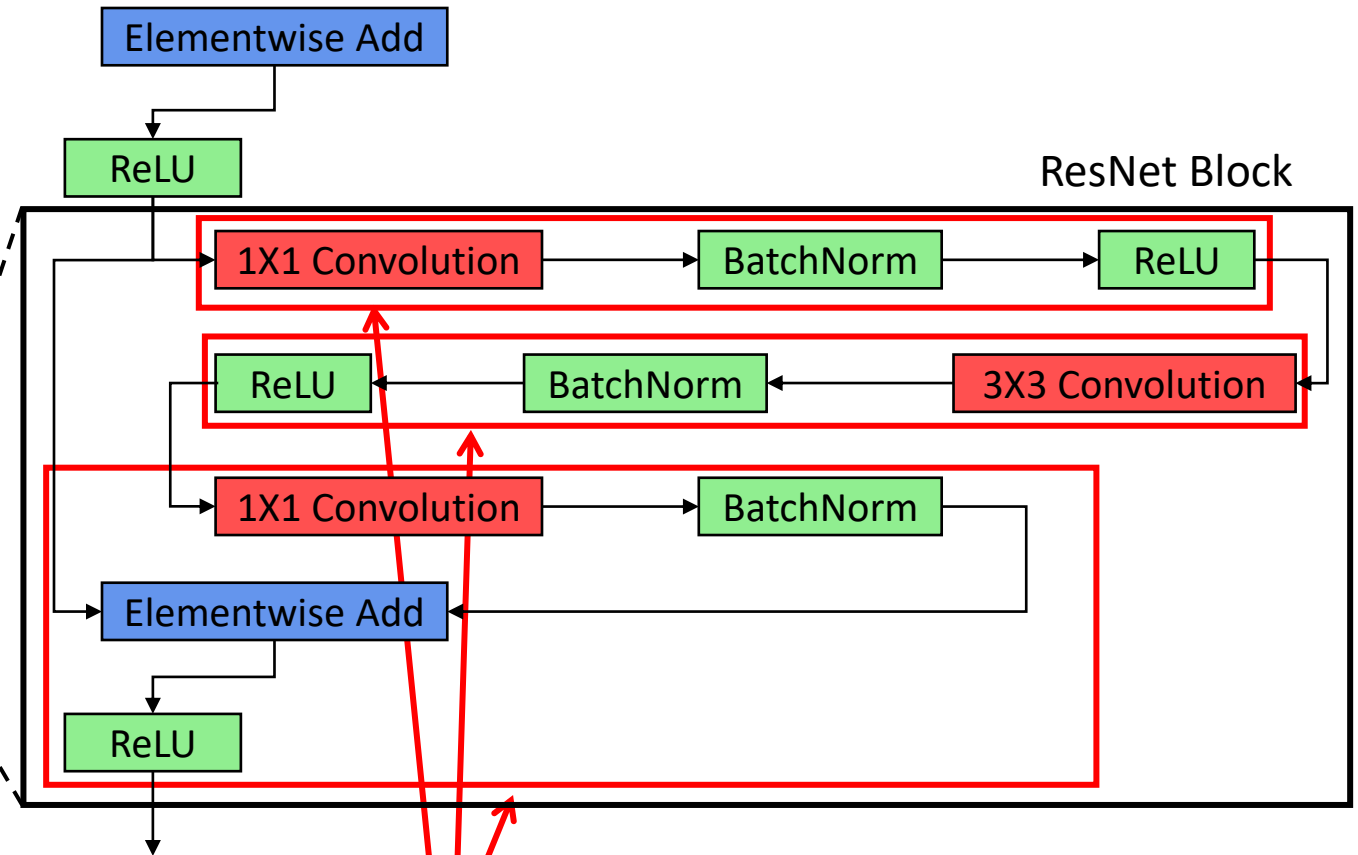 Elementwise Add
ReLU
ResNet Block
1X1 Convolution
BatchNorm
ReLU
ReLU
BatchNorm
3X3 Convolution
1X1 Convolution
BatchNorm
Elementwise Add
ReLU